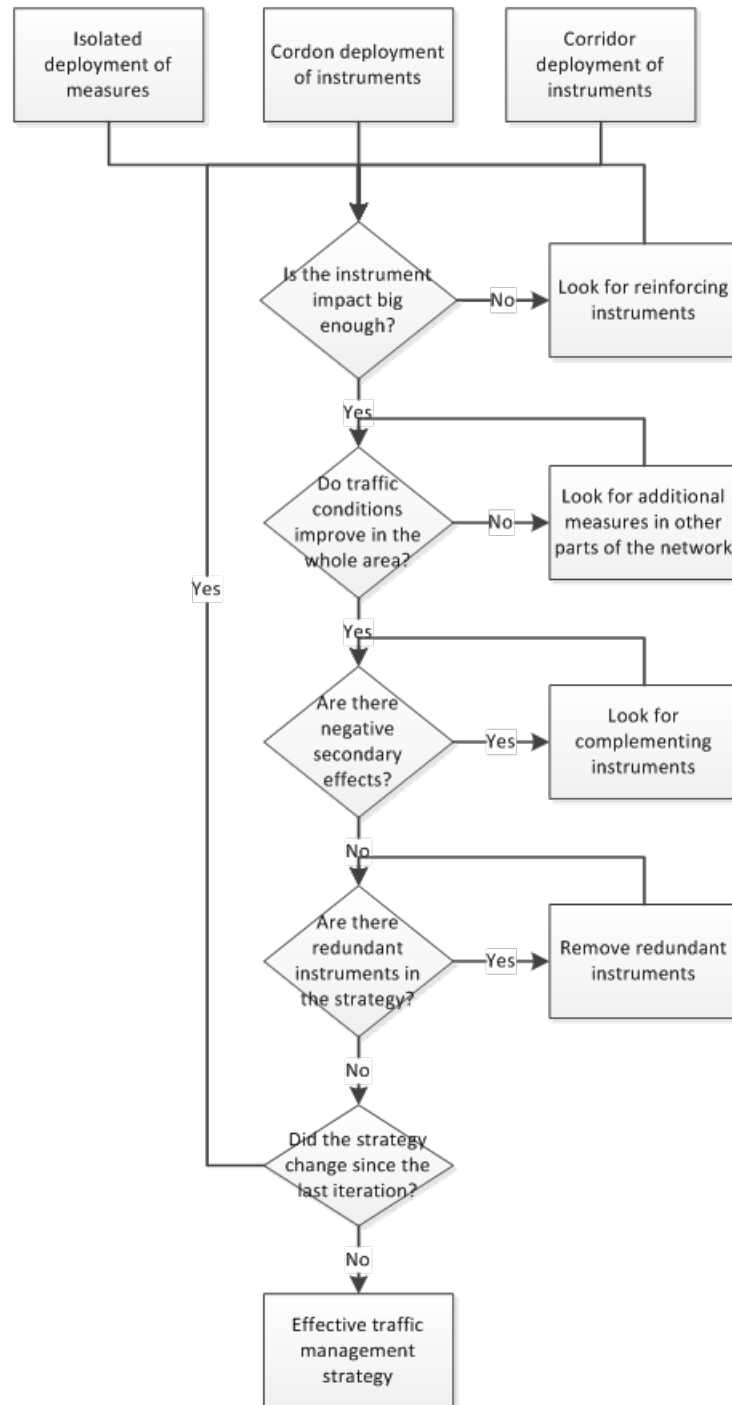 Isolated
deployment of
measures
Cordon deployment
of instruments
Corridor
deployment of
instruments
Is the instrument
impact big
enough?
No
Look for reinforcing
instruments
Yes
Do traffic
conditions
improve in the
whole area?
No
Look for additional
measures in other
parts of the network
Yes
Yes
Are there
negative
secondary
effects?
Yes
Look for
complementing
instruments
No
Are there
redundant
instruments in
the strategy?
Yes
Remove redundant
instruments
No
Did the strategy
change since the
last iteration?
No
Effective traffic
management
strategy